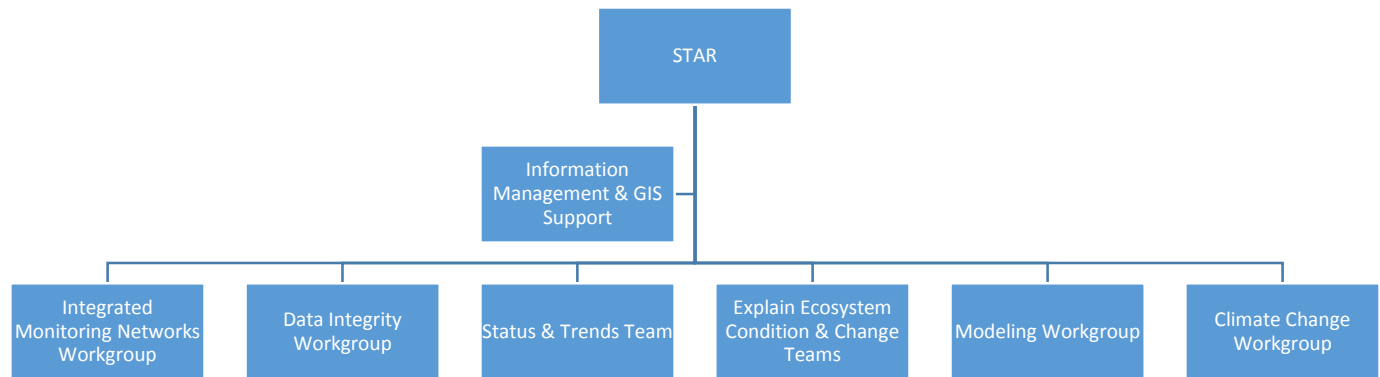 STAR
Information
Management & GIS
Support
Integrated
Monitoring Networks
Workgroup
Data Integrity
Workgroup
Status & Trends Team
Explain Ecosystem
Condition & Change
Teams
Modeling Workgroup
Climate Change
Workgroup